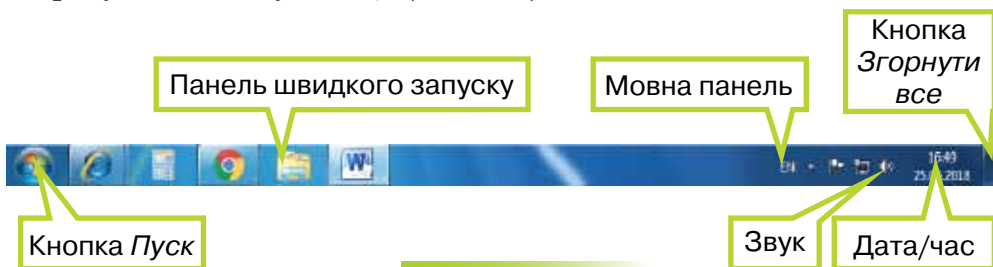 Кнопка
Згорнути
все
Панель швидкого запуску
Мовна панель
EN
16:49
Кнопка Пуск
Звук
Дата/час